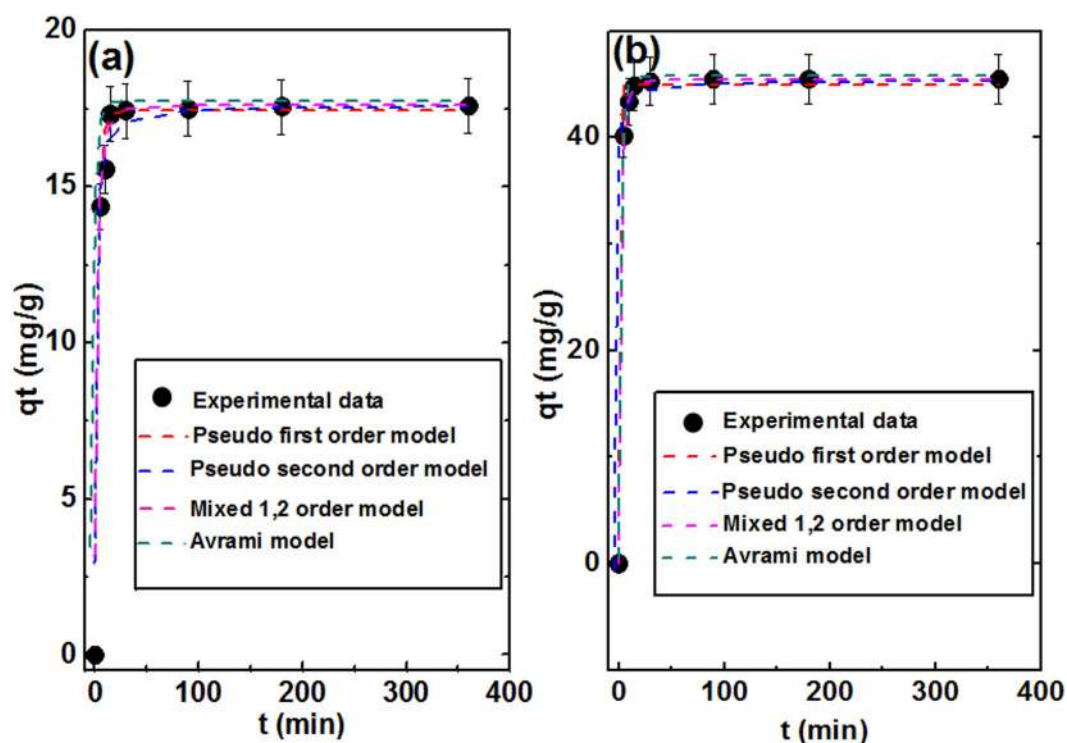 (a)
20
15
10
5
0
qt (mg/g)
Experimental data
Pseudo first order model
Pseudo second order model
Mixed 1,2 order model
Avrami model
0 100 200 300 400
t (min)
(b)
40
20
0
qt (mg/g)
Experimental data
Pseudo first order model
Pseudo second order model
Mixed 1,2 order model
Avrami model
0 100 200 300 400
t (min)